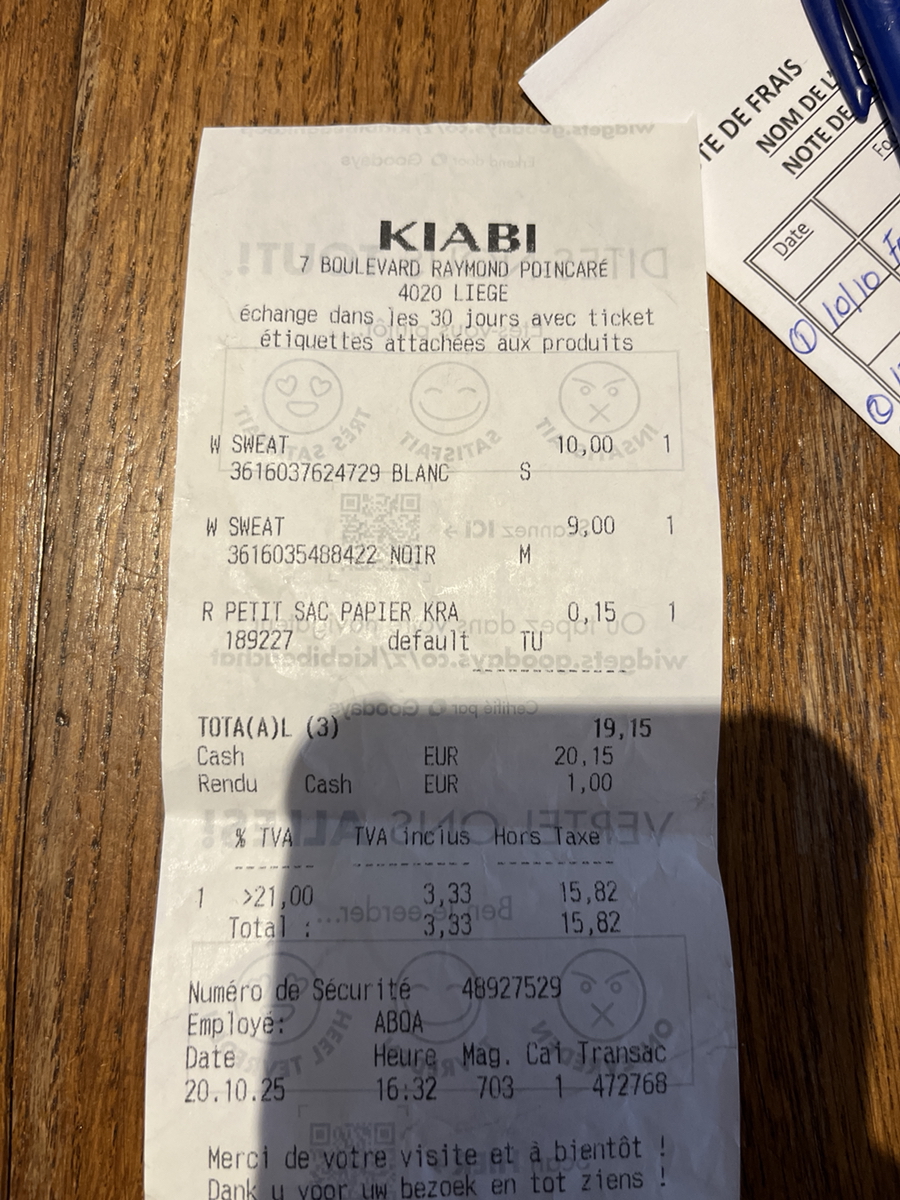 KIABI
7 BOULEVARD RAYMOND POINCARÉ
4020 LIEGE
échange dans les 30 jours avec ticket
étiquettes attachées aux produits
W SWEAT 10,00 1
3616037624729 BLANC S
W SWEAT 9,00 1
3616035488422 NOIR M
R PETIT SAC PAPIER KRA 0,15 1
189227 default TU
TOTA(A)L (3) 19,15
Cash EUR 20,15
Rendu Cash EUR 1,00
% TVA TVA inclus Hors Taxe
1 >21,00 3,33 15,82
Total : 3,33 15,82
Numéro de Sécurité 48927529
Employé: ABOA
Date Heure Mag. Cai Transac
20.10.25 16:32 703 1 472768
Merci de votre visite et à bientôt !
Dank u voor uw bezoek en tot ziens !
TE DE FRAIS
NOM DE
NOTE DE
Date
① 10/10
②